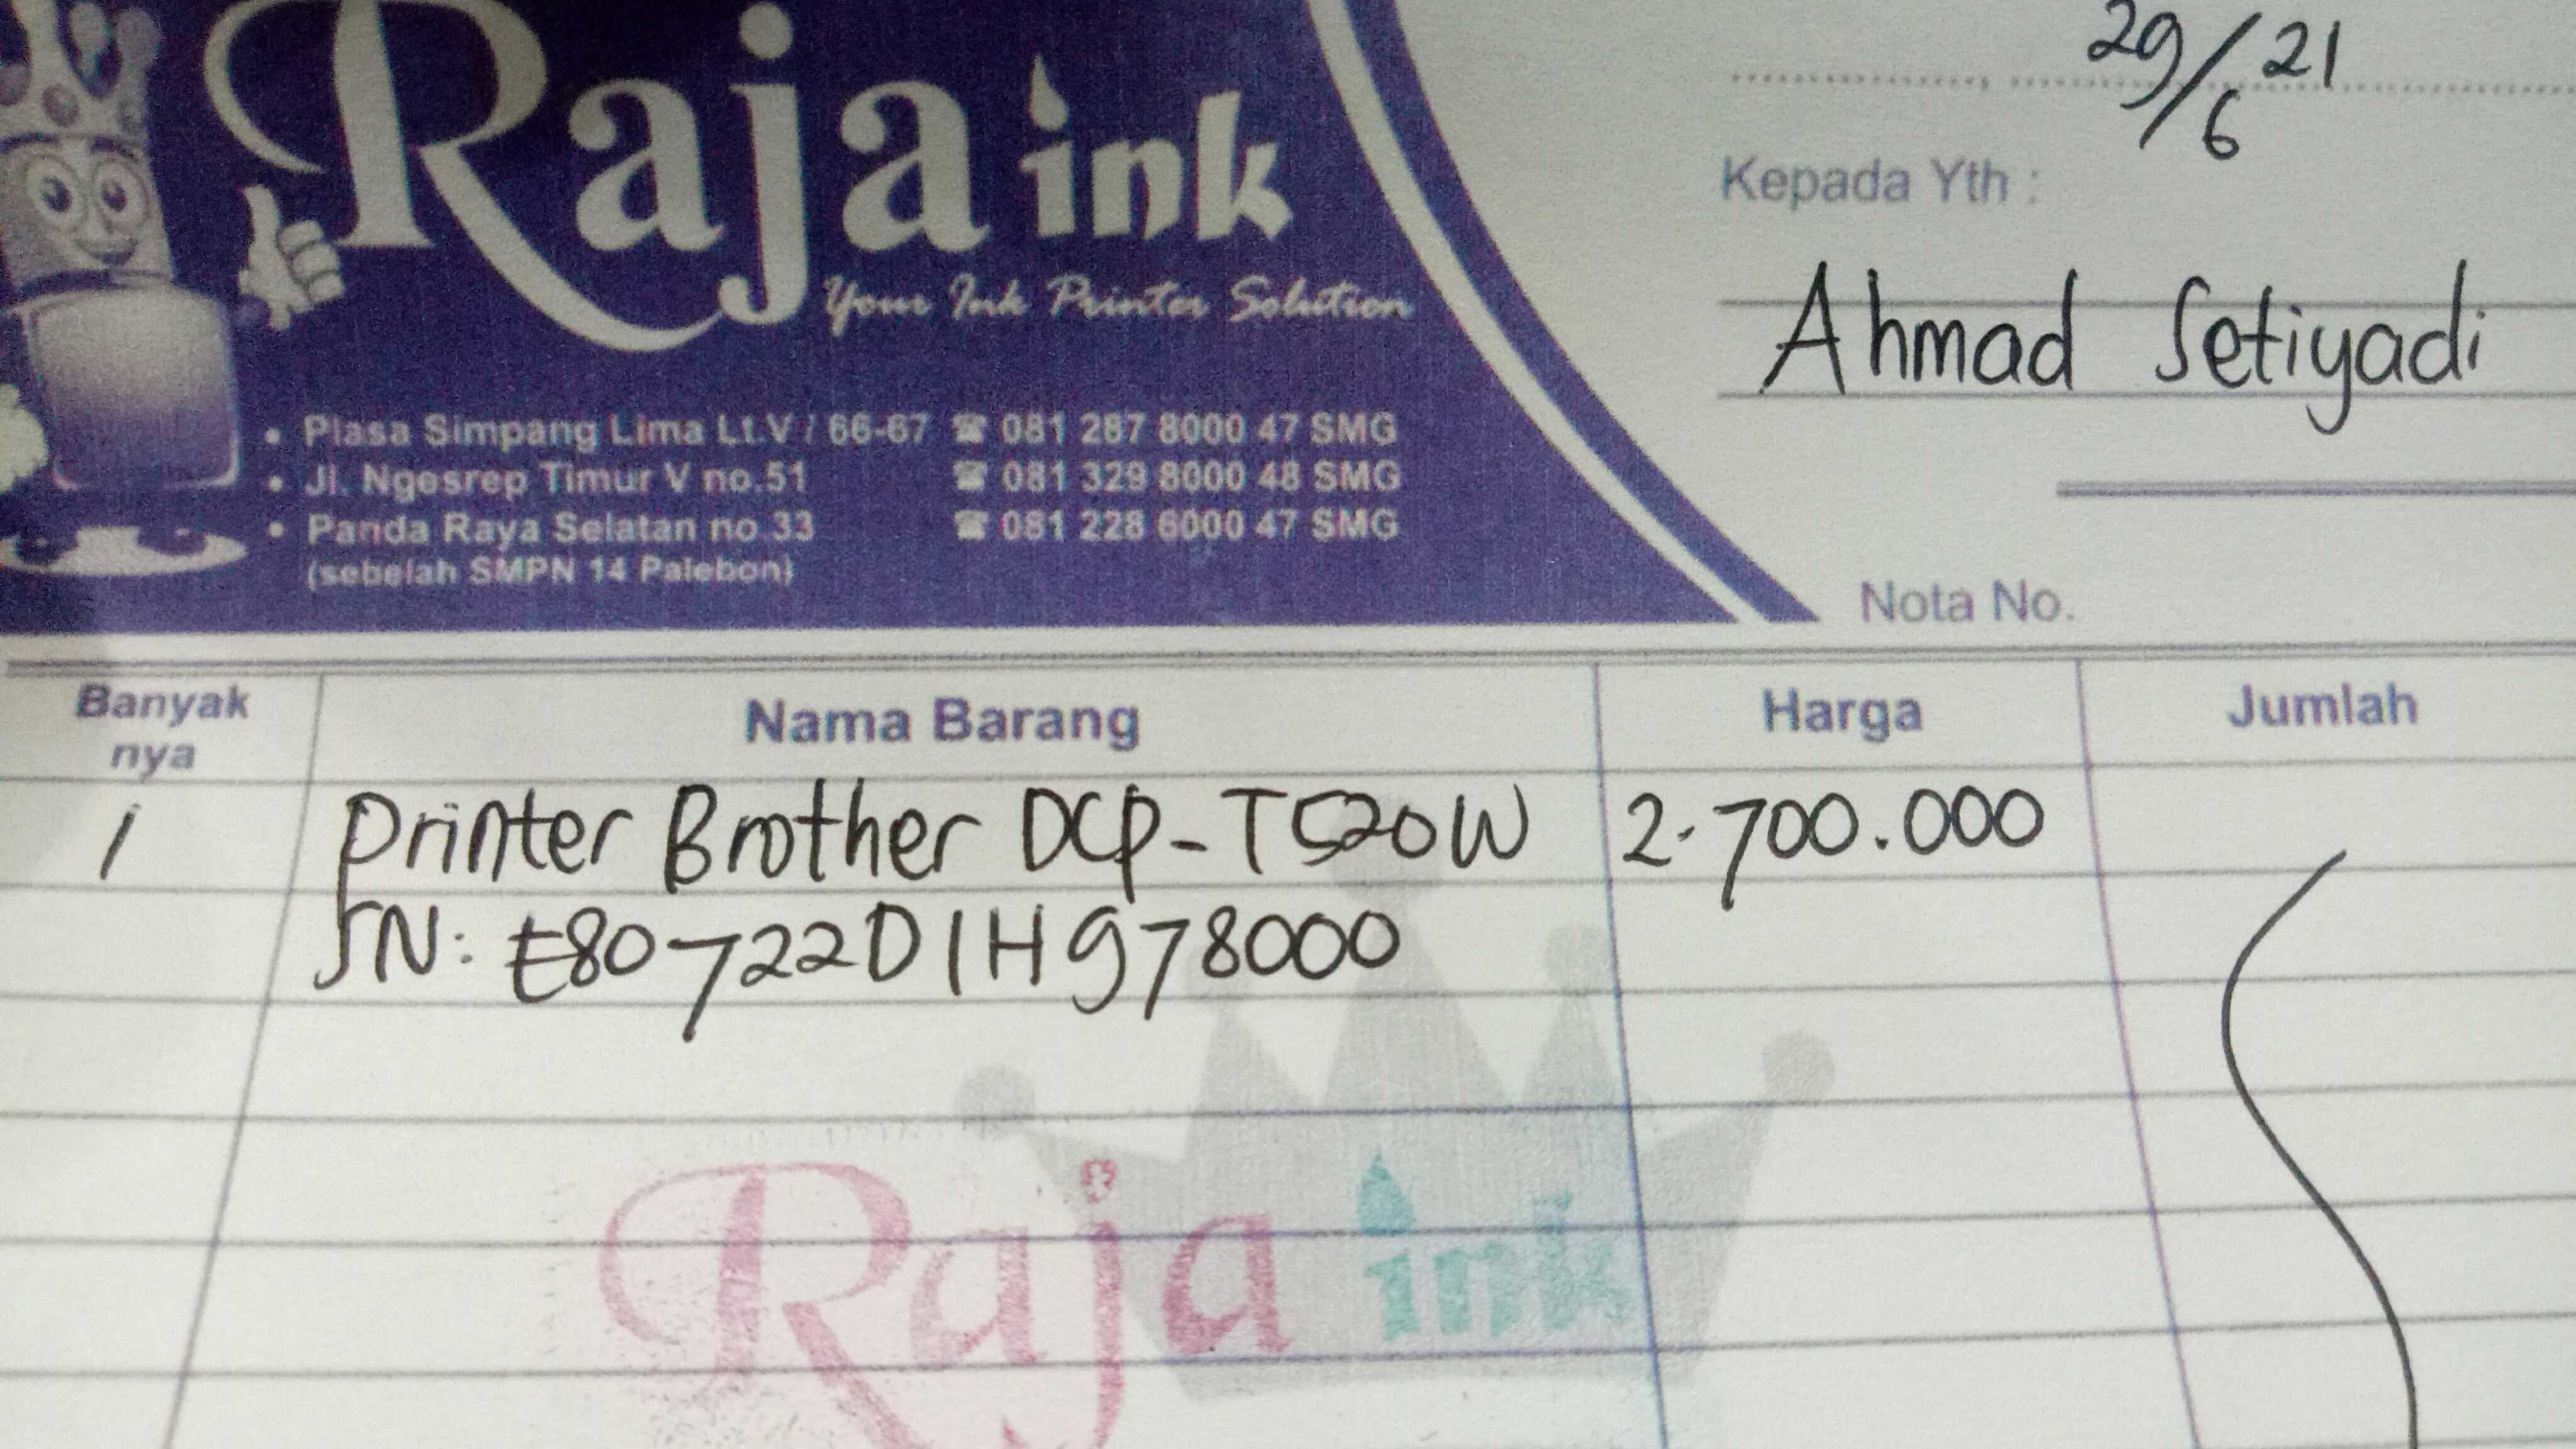 Raja ink
Your Ink Printer Solution
• Plasa Simpang Lima Lt.V / 66-67 ☎ 081 287 8000 47 SMG
• Jl. Ngesrep Timur V no.51 ☎ 081 329 8000 48 SMG
• Panda Raya Selatan no.33 ☎ 081 228 6000 47 SMG
(sebelah SMPN 14 Palebon)
29/6 21
Kepada Yth :
Ahmad Setiyadi
Nota No.
Banyak nya Nama Barang Harga Jumlah
1 Printer Brother DCP-T520W 2.700.000
SN: E80722D1H978000
Raja ink